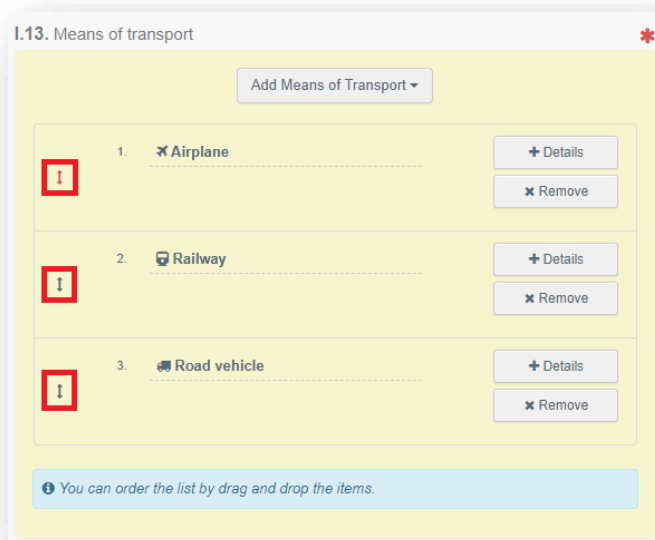 I.13. Means of transport *
Add Means of Transport
1. Airplane + Details
× Remove
2. Railway + Details
× Remove
3. Road vehicle + Details
× Remove
You can order the list by drag and drop the items.